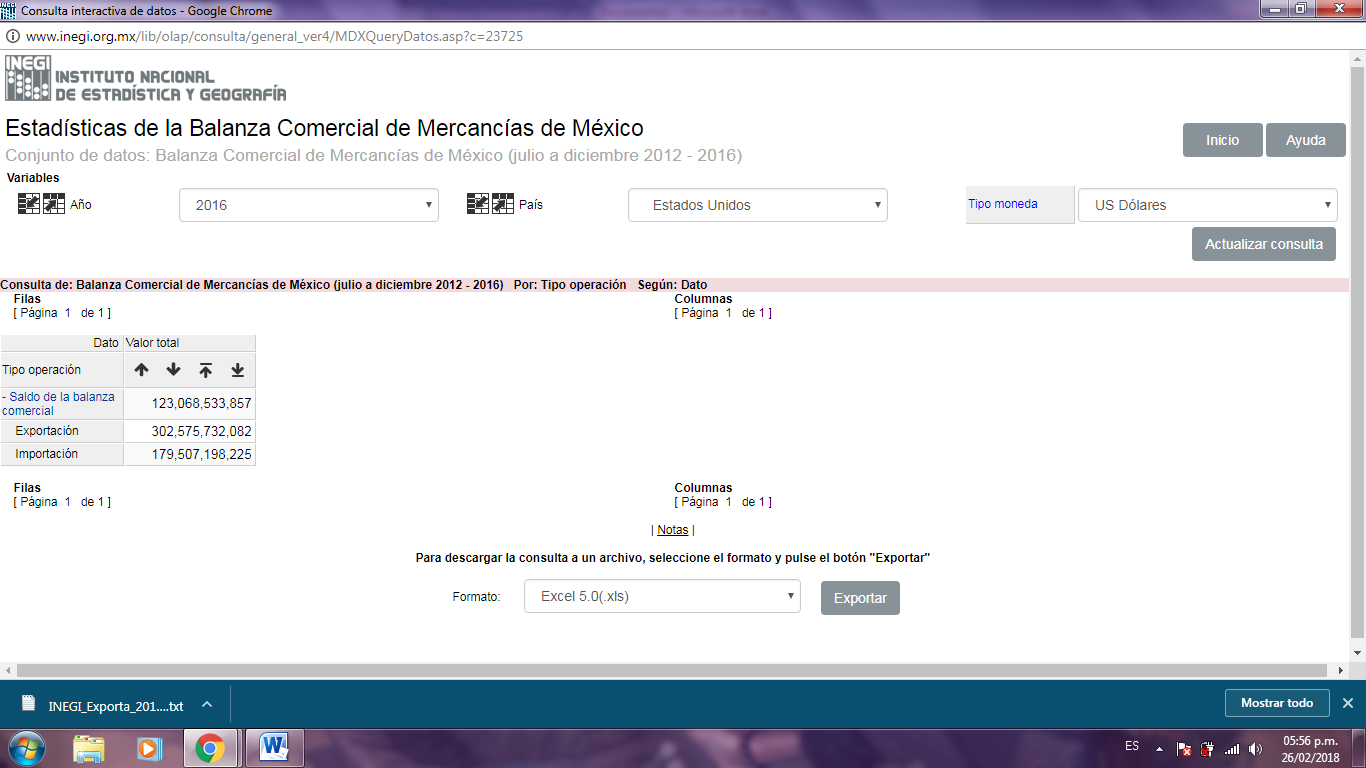 Consulta interactiva de datos - Google Chrome
www.inegi.org.mx/lib/olap/consulta/general_ver4/MDXQueryDatos.asp?c=23725
INEGI
INSTITUTO NACIONAL
DE ESTADÍSTICA Y GEOGRAFÍA
Estadísticas de la Balanza Comercial de Mercancías de México
Inicio Ayuda
Conjunto de datos: Balanza Comercial de Mercancías de México (julio a diciembre 2012 - 2016)
Variables
Año 2016 País Estados Unidos Tipo moneda US Dólares
Actualizar consulta
Consulta de: Balanza Comercial de Mercancías de México (julio a diciembre 2012 - 2016) Por: Tipo operación Según: Dato
Filas Columnas
[ Página 1 de 1 ] [ Página 1 de 1 ]
Dato Valor total
Tipo operación
- Saldo de la balanza
comercial 123,068,533,857
Exportación 302,575,732,082
Importación 179,507,198,225
Filas Columnas
[ Página 1 de 1 ] [ Página 1 de 1 ]
| Notas |
Para descargar la consulta a un archivo, seleccione el formato y pulse el botón "Exportar"
Formato: Excel 5.0(.xls) Exportar
INEGI_Exporta_201....txt Mostrar todo
ES 05:56 p.m.
26/02/2018